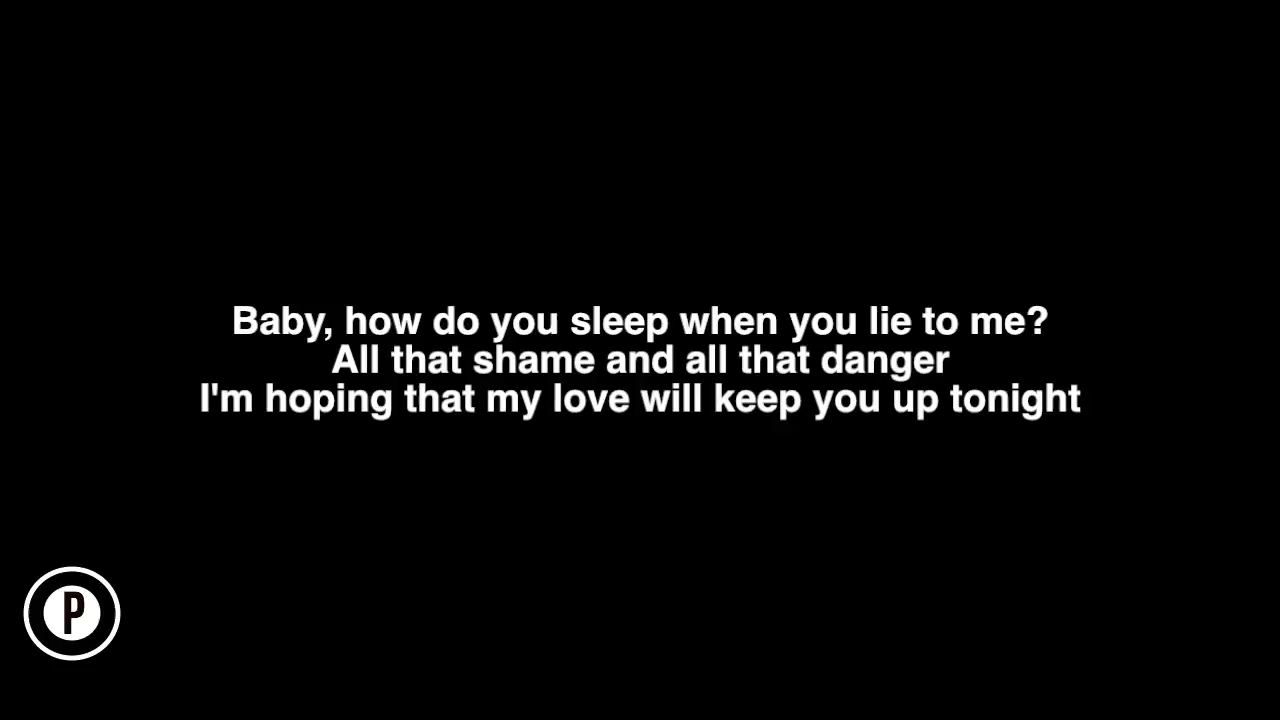 Baby, how do you sleep when you lie to me?
All that shame and all that danger
I'm hoping that my love will keep you up tonight
P